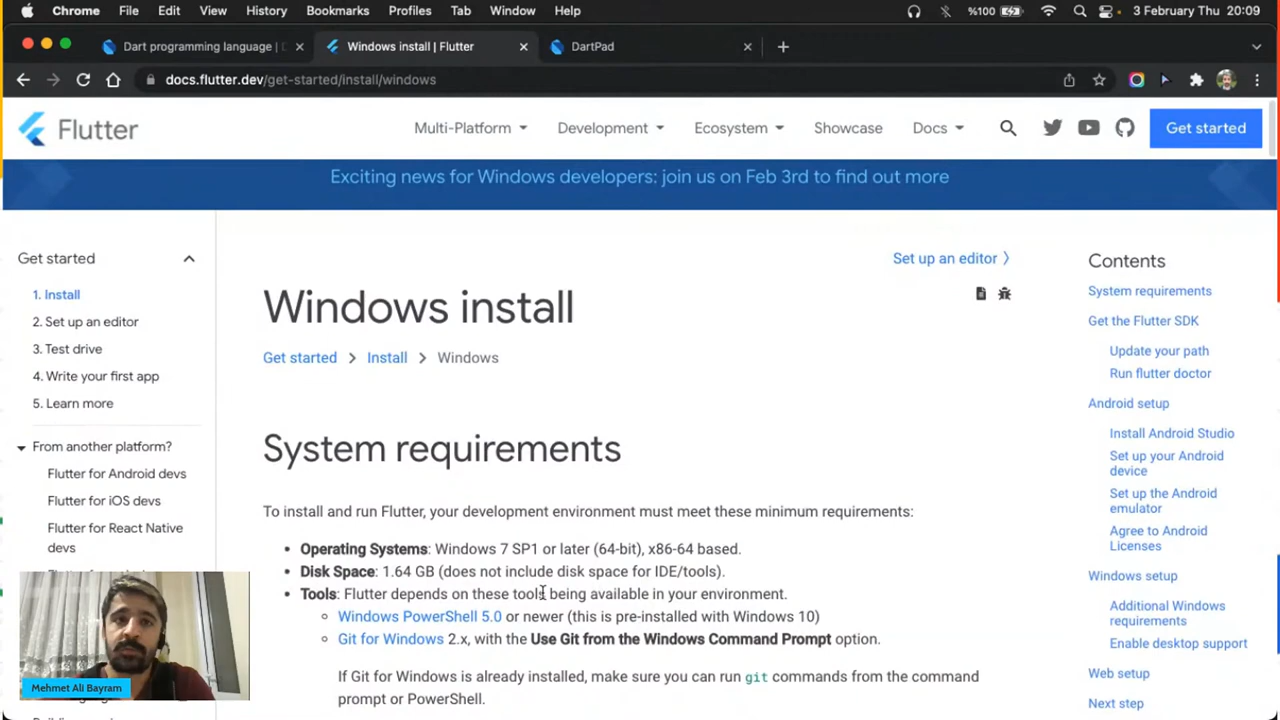 Chrome File Edit View History Bookmarks Profiles Tab Window Help %100 3 February Thu 20:09
Dart programming language | D Windows install | Flutter DartPad
docs.flutter.dev/get-started/install/windows
Flutter Multi-Platform Development Ecosystem Showcase Docs Get started
Exciting news for Windows developers: join us on Feb 3rd to find out more
Get started
1. Install
2. Set up an editor
3. Test drive
4. Write your first app
5. Learn more
From another platform?
Flutter for Android devs
Flutter for iOS devs
Flutter for React Native
devs
Mehmet Ali Bayram
Set up an editor
Windows install
Get started Install Windows
System requirements
To install and run Flutter, your development environment must meet these minimum requirements:
Operating Systems: Windows 7 SP1 or later (64-bit), x86-64 based.
Disk Space: 1.64 GB (does not include disk space for IDE/tools).
Tools: Flutter depends on these tools being available in your environment.
Windows PowerShell 5.0 or newer (this is pre-installed with Windows 10)
Git for Windows 2.x, with the Use Git from the Windows Command Prompt option.
If Git for Windows is already installed, make sure you can run git commands from the command
prompt or PowerShell.
Contents
System requirements
Get the Flutter SDK
Update your path
Run flutter doctor
Android setup
Install Android Studio
Set up your Android
device
Set up the Android
emulator
Agree to Android
Licenses
Windows setup
Additional Windows
requirements
Enable desktop support
Web setup
Next step